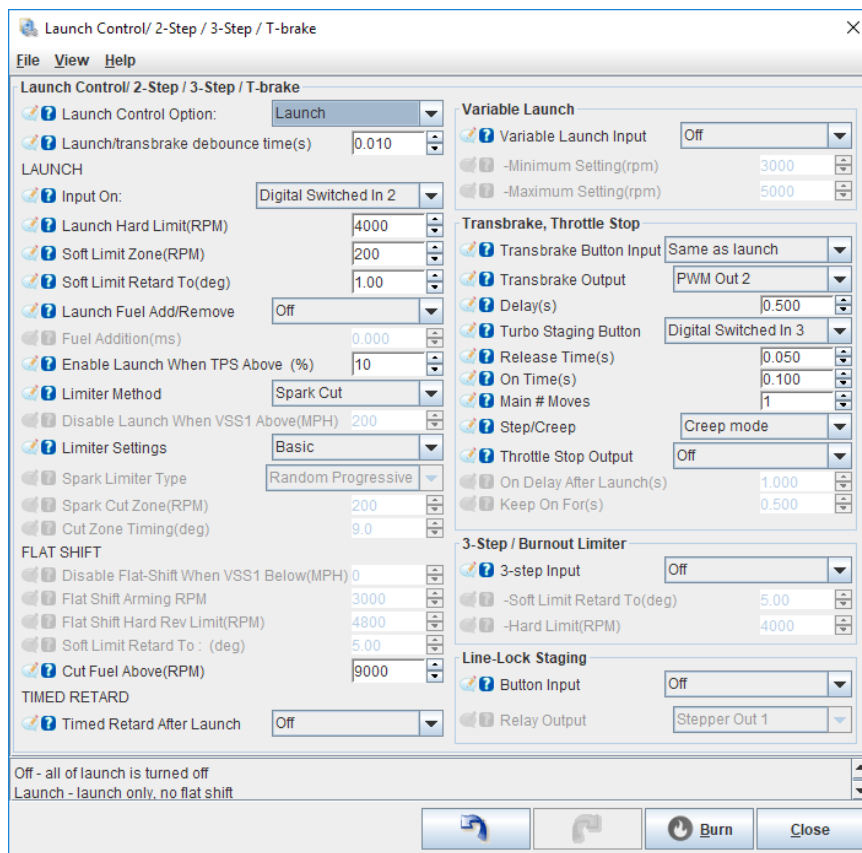 Launch Control/ 2-Step / 3-Step / T-brake
File View Help
Launch Control/ 2-Step / 3-Step / T-brake
Launch Control Option: Launch
Launch/transbrake debounce time(s) 0.010
LAUNCH
Input On: Digital Switched In 2
Launch Hard Limit(RPM) 4000
Soft Limit Zone(RPM) 200
Soft Limit Retard To(deg) 1.00
Launch Fuel Add/Remove Off
Fuel Addition(ms) 0.000
Enable Launch When TPS Above (%) 10
Limiter Method Spark Cut
Disable Launch When VSS1 Above(MPH) 200
Limiter Settings Basic
Spark Limiter Type Random Progressive
Spark Cut Zone(RPM) 200
Cut Zone Timing(deg) 9.0
FLAT SHIFT
Disable Flat-Shift When VSS1 Below(MPH) 0
Flat Shift Arming RPM 3000
Flat Shift Hard Rev Limit(RPM) 4800
Soft Limit Retard To : (deg) 5.00
Cut Fuel Above(RPM) 9000
TIMED RETARD
Timed Retard After Launch Off
Variable Launch
Variable Launch Input Off
-Minimum Setting(rpm) 3000
-Maximum Setting(rpm) 5000
Transbrake, Throttle Stop
Transbrake Button Input Same as launch
Transbrake Output PWM Out 2
Delay(s) 0.500
Turbo Staging Button Digital Switched In 3
Release Time(s) 0.050
On Time(s) 0.100
Main # Moves 1
Step/Creep Creep mode
Throttle Stop Output Off
On Delay After Launch(s) 1.000
Keep On For(s) 0.500
3-Step / Burnout Limiter
3-step Input Off
-Soft Limit Retard To(deg) 5.00
-Hard Limit(RPM) 4000
Line-Lock Staging
Button Input Off
Relay Output Stepper Out 1
Off - all of launch is turned off
Launch - launch only, no flat shift
Burn Close